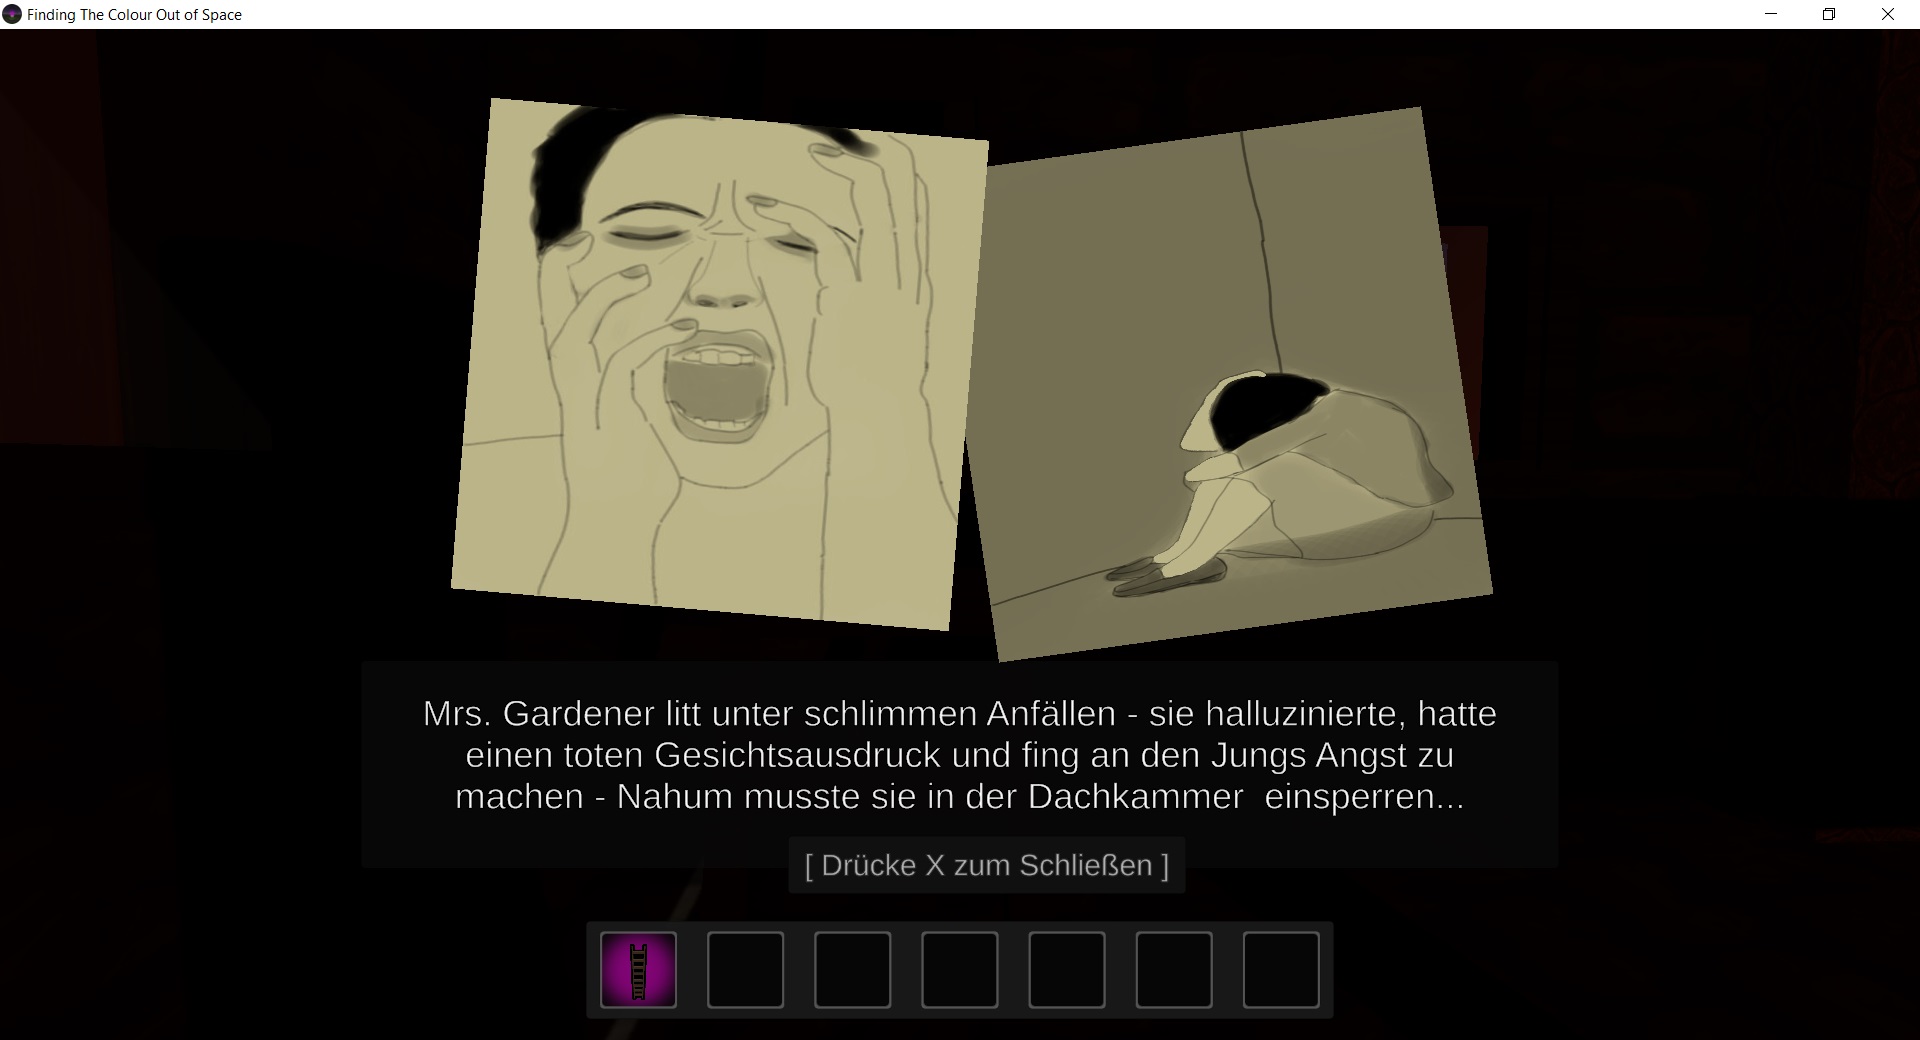 Finding The Colour Out of Space
Mrs. Gardener litt unter schlimmen Anfällen - sie halluzinierte, hatte
einen toten Gesichtsausdruck und fing an den Jungs Angst zu
machen - Nahum musste sie in der Dachkammer  einsperren...
[ Drücke X zum Schließen ]